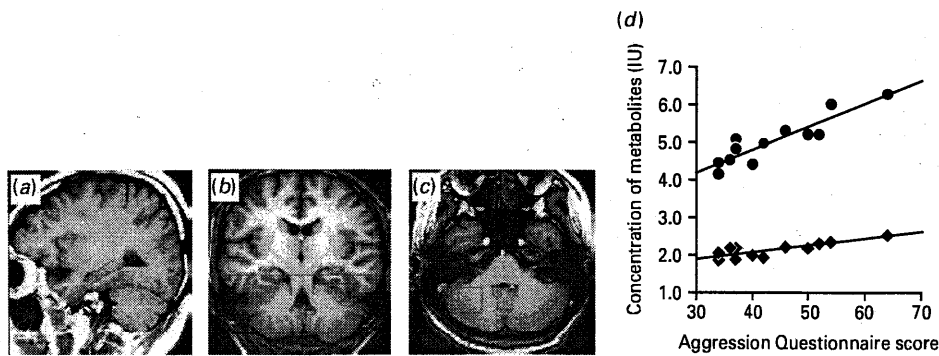 (a)
(b)
(c)
(d)
Concentration of metabolites (IU)
7.0
6.0
5.0
4.0
3.0
2.0
1.0
30 40 50 60 70
Aggression Questionnaire score